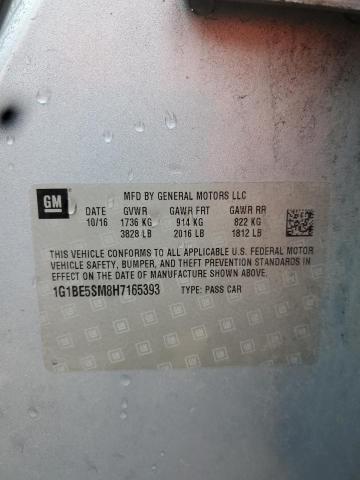 GM
MFD BY GENERAL MOTORS LLC
DATE GVWR GAWR FRT GAWR RR
10/16 1736 KG 914 KG 822 KG
3828 LB 2016 LB 1812 LB
THIS VEHICLE CONFORMS TO ALL APPLICABLE U.S. FEDERAL MOTOR
VEHICLE SAFETY, BUMPER, AND THEFT PREVENTION STANDARDS IN
EFFECT ON THE DATE OF MANUFACTURE SHOWN ABOVE.
1G1BE5SM8H7165393 TYPE: PASS CAR